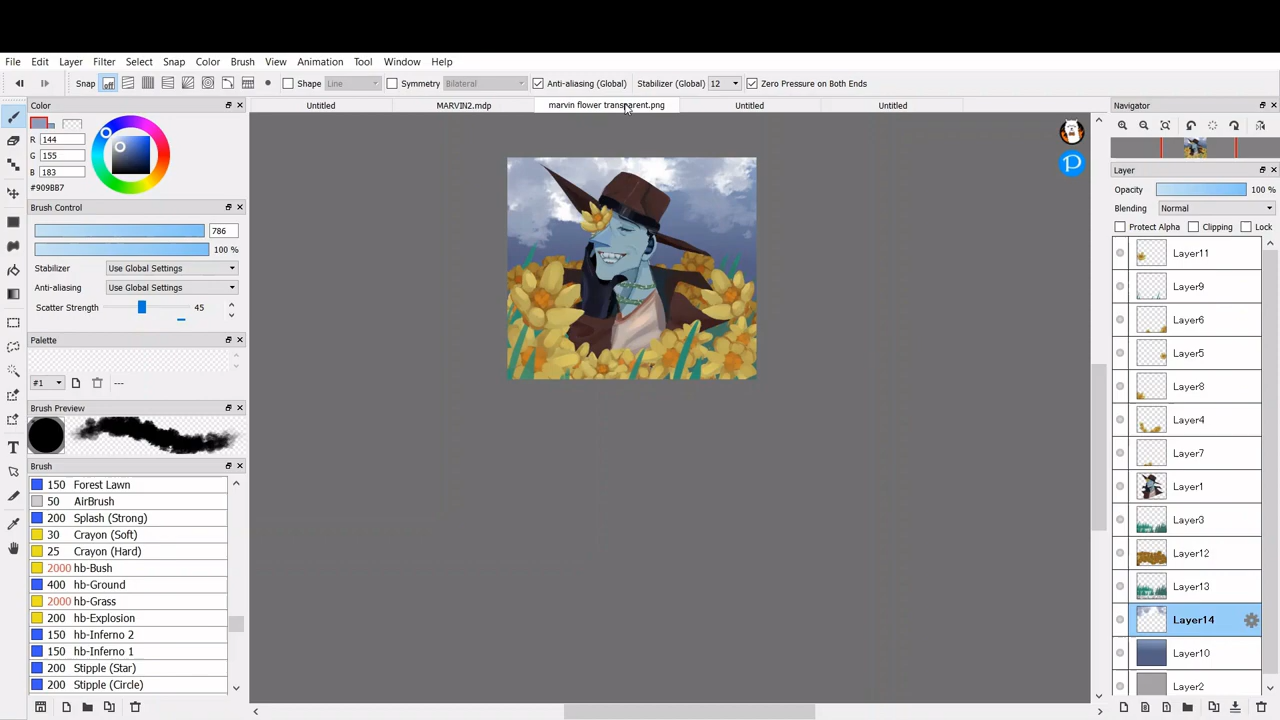 File Edit Layer Filter Select Snap Color Brush View Animation Tool Window Help
Snap off Shape Line Symmetry Bilateral Anti-aliasing (Global) Stabilizer (Global) 12 Zero Pressure on Both Ends
Color
R 144
G 155
B 183
#909BB7
Brush Control
786
100 %
Stabilizer Use Global Settings
Anti-aliasing Use Global Settings
Scatter Strength 45
Palette
#1 ---
Brush Preview
Brush
150 Forest Lawn
50 AirBrush
200 Splash (Strong)
30 Crayon (Soft)
25 Crayon (Hard)
2000 hb-Bush
400 hb-Ground
2000 hb-Grass
200 hb-Explosion
150 hb-Inferno 2
150 hb-Inferno 1
200 Stipple (Star)
200 Stipple (Circle)
Untitled MARVIN2.mdp marvin flower transparent.png Untitled Untitled
Navigator
Layer
Opacity 100 %
Blending Normal
Protect Alpha Clipping Lock
Layer11
Layer9
Layer6
Layer5
Layer8
Layer4
Layer7
Layer1
Layer3
Layer12
Layer13
Layer14
Layer10
Layer2